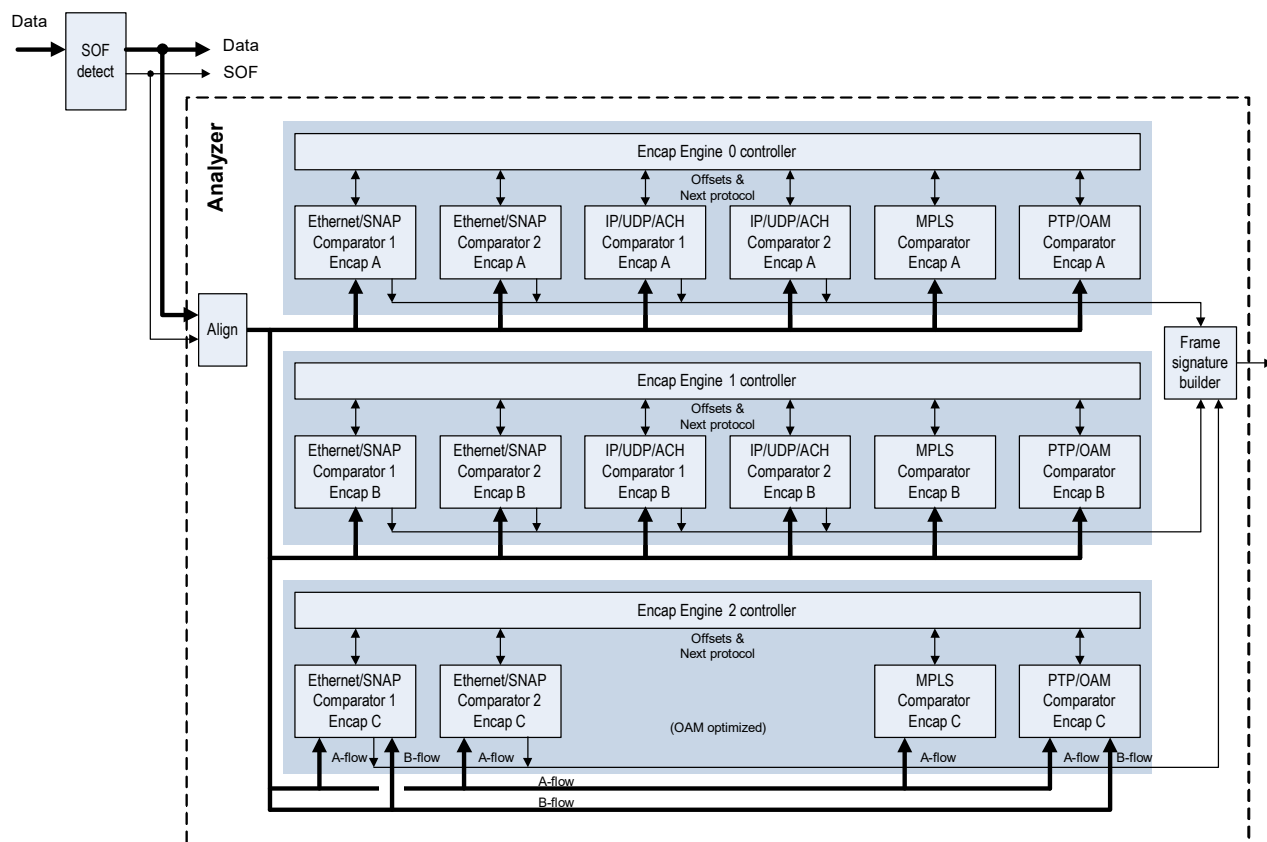 Data
SOF
detect
Data
SOF
Analyzer
Encap Engine 0 controller
Offsets &
Next protocol
Ethernet/SNAP
Comparator 1
Encap A
Ethernet/SNAP
Comparator 2
Encap A
IP/UDP/ACH
Comparator 1
Encap A
IP/UDP/ACH
Comparator 2
Encap A
MPLS
Comparator
Encap A
PTP/OAM
Comparator
Encap A
Align
Frame
signature
builder
Encap Engine 1 controller
Offsets &
Next protocol
Ethernet/SNAP
Comparator 1
Encap B
Ethernet/SNAP
Comparator 2
Encap B
IP/UDP/ACH
Comparator 1
Encap B
IP/UDP/ACH
Comparator 2
Encap B
MPLS
Comparator
Encap B
PTP/OAM
Comparator
Encap B
Encap Engine 2 controller
Offsets &
Next protocol
Ethernet/SNAP
Comparator 1
Encap C
Ethernet/SNAP
Comparator 2
Encap C
(OAM optimized)
MPLS
Comparator
Encap C
PTP/OAM
Comparator
Encap C
A-flow
B-flow
A-flow
A-flow
A-flow
B-flow
A-flow
B-flow